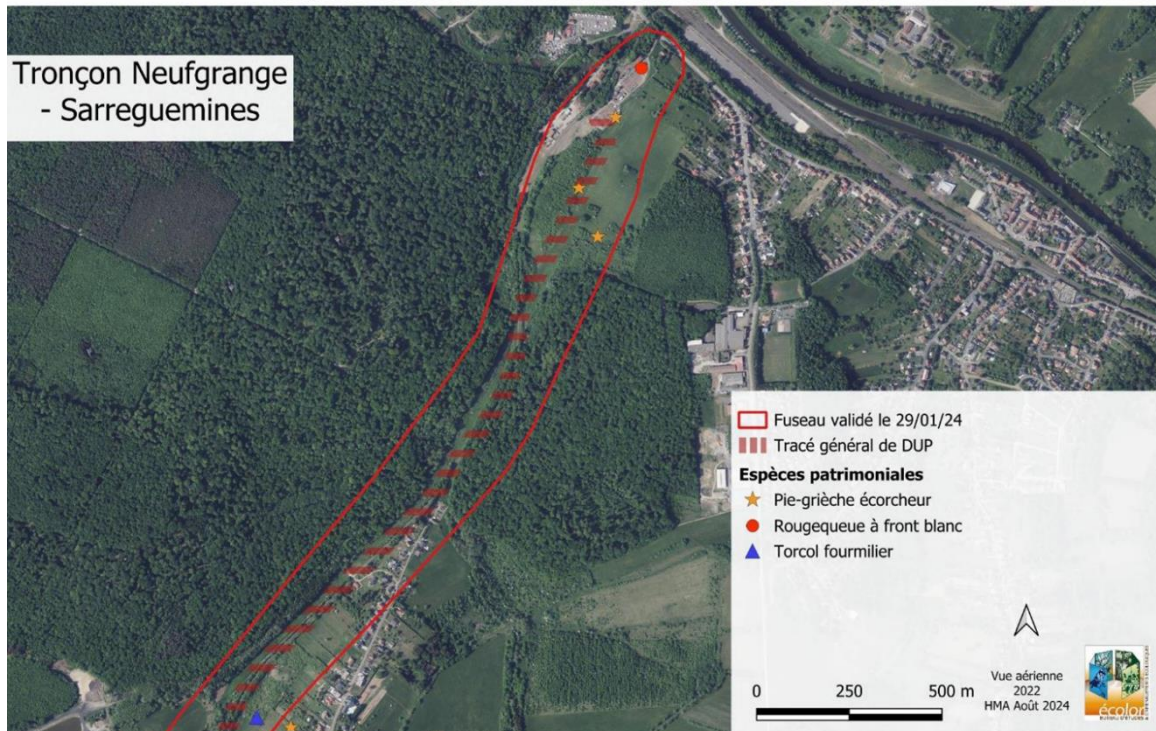 Tronçon Neufgrange
- Sarreguemines
Fuseau validé le 29/01/24
Tracé général de DUP
Espèces patrimoniales
Pie-grièche écorcheur
Rougequeue à front blanc
Torcol fourmilier
0 250 500 m
Vue aérienne
2022
HMA Août 2024
écolor